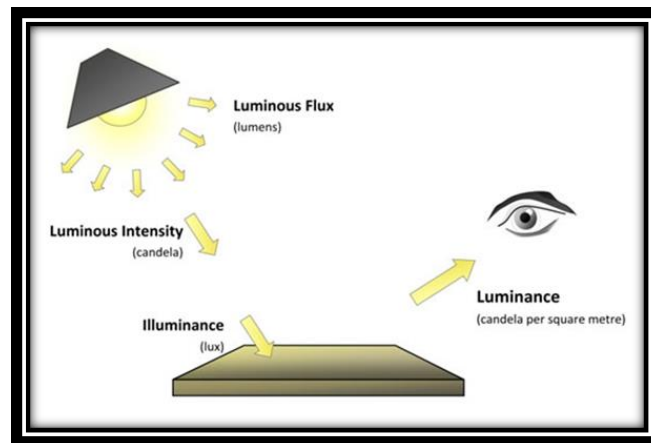 Luminous Flux
(lumens)
Luminous Intensity
(candela)
Illuminance
(lux)
Luminance
(candela per square metre)